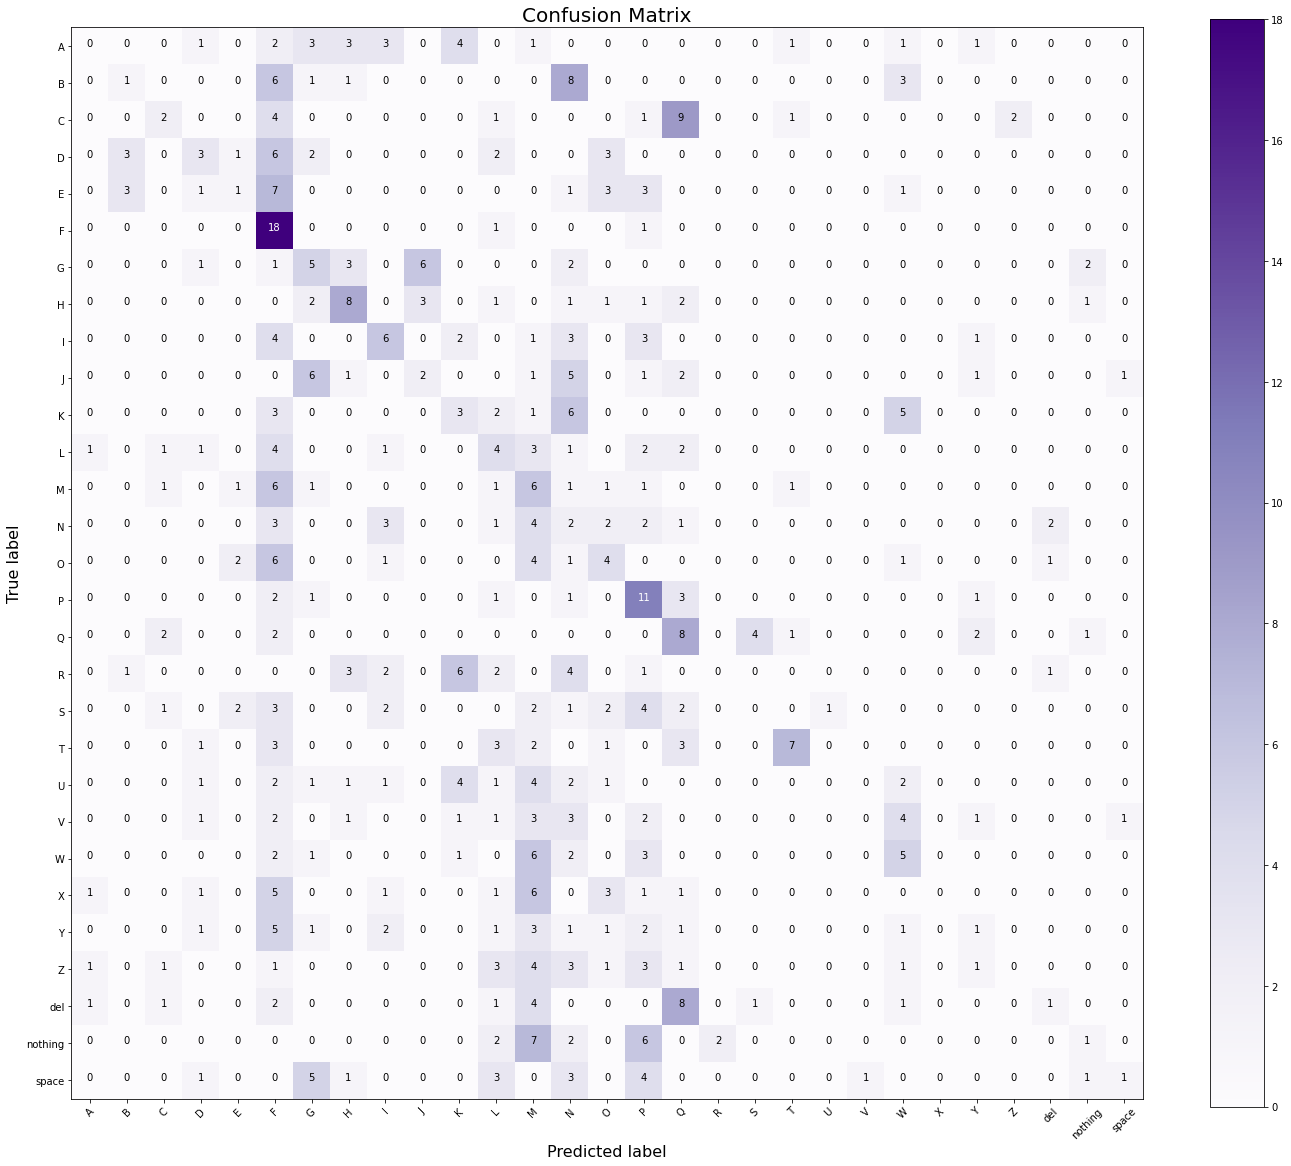 Confusion Matrix
A 0 0 0 1 0 2 3 3 3 0 4 0 1 0 0 0 0 0 0 1 0 0 1 0 1 0 0 0 0
B 0 1 0 0 0 6 1 1 0 0 0 0 0 8 0 0 0 0 0 0 0 0 3 0 0 0 0 0 0
C 0 0 2 0 0 4 0 0 0 0 0 1 0 0 0 1 9 0 0 1 0 0 0 0 0 2 0 0 0
D 0 3 0 3 1 6 2 0 0 0 0 2 0 0 3 0 0 0 0 0 0 0 0 0 0 0 0 0 0
E 0 3 0 1 1 7 0 0 0 0 0 0 0 1 3 3 0 0 0 0 0 0 1 0 0 0 0 0 0
F 0 0 0 0 0 18 0 0 0 0 0 1 0 0 0 1 0 0 0 0 0 0 0 0 0 0 0 0 0
G 0 0 0 1 0 1 5 3 0 6 0 0 0 2 0 0 0 0 0 0 0 0 0 0 0 0 0 2 0
H 0 0 0 0 0 0 2 8 0 3 0 1 0 1 1 1 2 0 0 0 0 0 0 0 0 0 0 1 0
I 0 0 0 0 0 4 0 0 6 0 2 0 1 3 0 3 0 0 0 0 0 0 0 0 1 0 0 0 0
J 0 0 0 0 0 0 6 1 0 2 0 0 1 5 0 1 2 0 0 0 0 0 0 0 1 0 0 0 1
K 0 0 0 0 0 3 0 0 0 0 3 2 1 6 0 0 0 0 0 0 0 0 5 0 0 0 0 0 0
L 1 0 1 1 0 4 0 0 1 0 0 4 3 1 0 2 2 0 0 0 0 0 0 0 0 0 0 0 0
M 0 0 1 0 1 6 1 0 0 0 0 1 6 1 1 1 0 0 0 1 0 0 0 0 0 0 0 0 0
N 0 0 0 0 0 3 0 0 3 0 0 1 4 2 2 2 1 0 0 0 0 0 0 0 0 0 2 0 0
O 0 0 0 0 2 6 0 0 1 0 0 0 4 1 4 0 0 0 0 0 0 0 1 0 0 0 1 0 0
P 0 0 0 0 0 2 1 0 0 0 0 1 0 1 0 11 3 0 0 0 0 0 0 0 1 0 0 0 0
Q 0 0 2 0 0 2 0 0 0 0 0 0 0 0 0 0 8 0 4 1 0 0 0 0 2 0 0 1 0
R 0 1 0 0 0 0 0 3 2 0 6 2 0 4 0 1 0 0 0 0 0 0 0 0 0 0 1 0 0
S 0 0 1 0 2 3 0 0 2 0 0 0 2 1 2 4 2 0 0 0 1 0 0 0 0 0 0 0 0
T 0 0 0 1 0 3 0 0 0 0 0 3 2 0 1 0 3 0 0 7 0 0 0 0 0 0 0 0 0
U 0 0 0 1 0 2 1 1 1 0 4 1 4 2 1 0 0 0 0 0 0 0 2 0 0 0 0 0 0
V 0 0 0 1 0 2 0 1 0 0 1 1 3 3 0 2 0 0 0 0 0 0 4 0 1 0 0 0 1
W 0 0 0 0 0 2 1 0 0 0 1 0 6 2 0 3 0 0 0 0 0 0 5 0 0 0 0 0 0
X 1 0 0 1 0 5 0 0 1 0 0 1 6 0 3 1 1 0 0 0 0 0 0 0 0 0 0 0 0
Y 0 0 0 1 0 5 1 0 2 0 0 1 3 1 1 2 1 0 0 0 0 0 1 0 1 0 0 0 0
Z 1 0 1 0 0 1 0 0 0 0 0 3 4 3 1 3 1 0 0 0 0 0 1 0 1 0 0 0 0
del 1 0 1 0 0 2 0 0 0 0 0 1 4 0 0 0 8 0 1 0 0 0 1 0 0 0 1 0 0
nothing 0 0 0 0 0 0 0 0 0 0 0 2 7 2 0 6 0 2 0 0 0 0 0 0 0 0 0 1 0
space 0 0 0 1 0 0 5 1 0 0 0 3 0 3 0 4 0 0 0 0 0 1 0 0 0 0 0 1 1
A B C D E F G H I J K L M N O P Q R S T U V W X Y Z del nothing space
True label
Predicted label
18
16
14
12
10
8
6
4
2
0